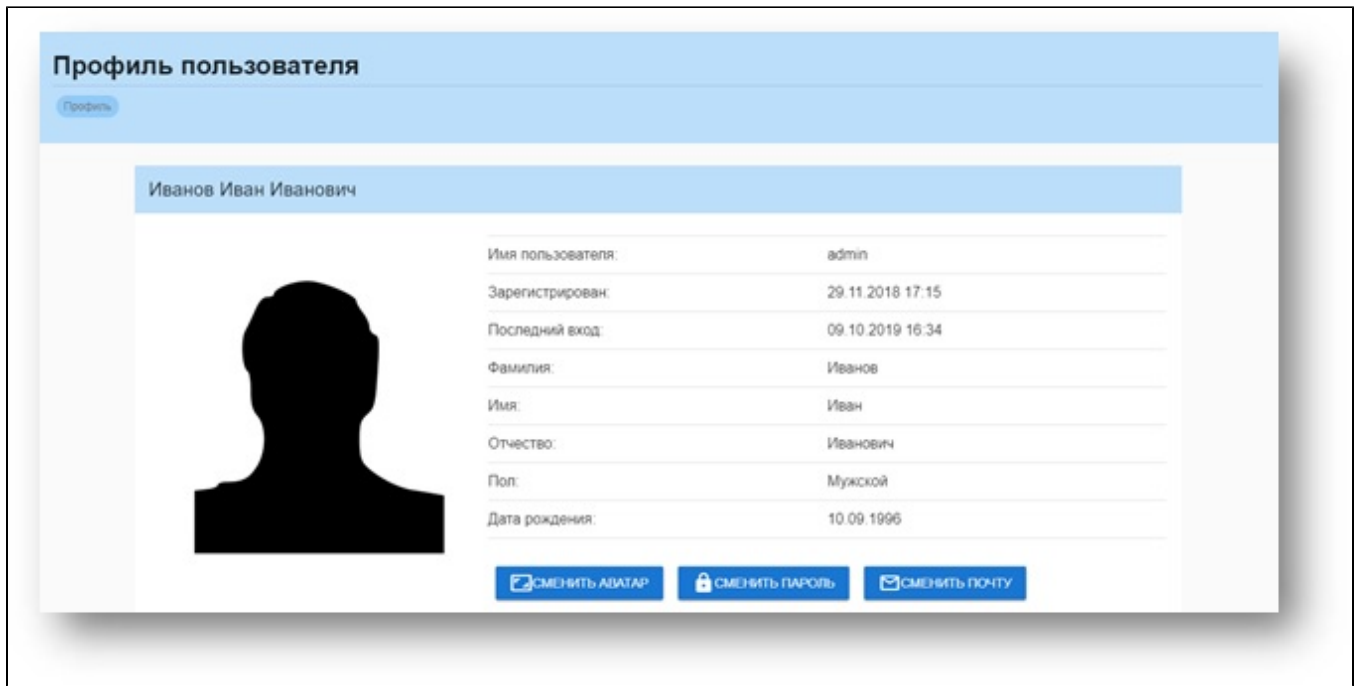 Профиль пользователя
Профиль
Иванов Иван Иванович
Имя пользователя: admin
Зарегистрирован: 29.11.2018 17:15
Последний вход: 09.10.2019 16:34
Фамилия: Иванов
Имя: Иван
Отчество: Иванович
Пол: Мужской
Дата рождения: 10.09.1996
СМЕНИТЬ АВАТАР СМЕНИТЬ ПАРОЛЬ СМЕНИТЬ ПОЧТУ